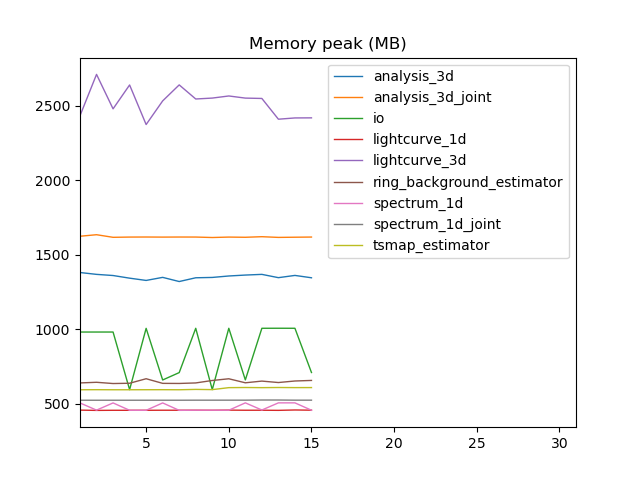 Memory peak (MB)
2500
2000
1500
1000
500
5
10
15
20
25
30
analysis_3d
analysis_3d_joint
io
lightcurve_1d
lightcurve_3d
ring_background_estimator
spectrum_1d
spectrum_1d_joint
tsmap_estimator